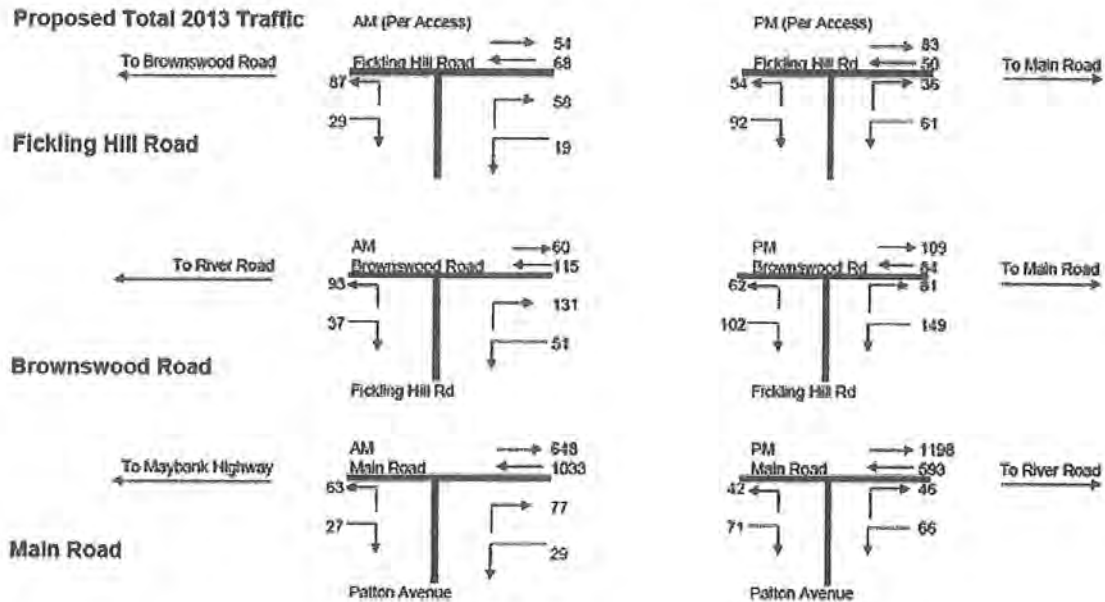 Proposed Total 2013 Traffic
AM (Per Access)
PM (Per Access)
54
83
To Brownswood Road
Fickling Hill Road
68
Fickling Hill Rd
50
To Main Road
87
58
54
36
29
19
92
61
Fickling Hill Road
AM
60
PM
109
To River Road
Brownswood Road
115
Brownswood Rd
64
To Main Road
93
131
62
81
37
51
102
149
Brownswood Road
Fickling Hill Rd
Fickling Hill Rd
AM
648
PM
1198
To Maybank Highway
Main Road
1033
Main Road
593
To River Road
63
77
42
46
27
29
71
66
Main Road
Patton Avenue
Patton Avenue